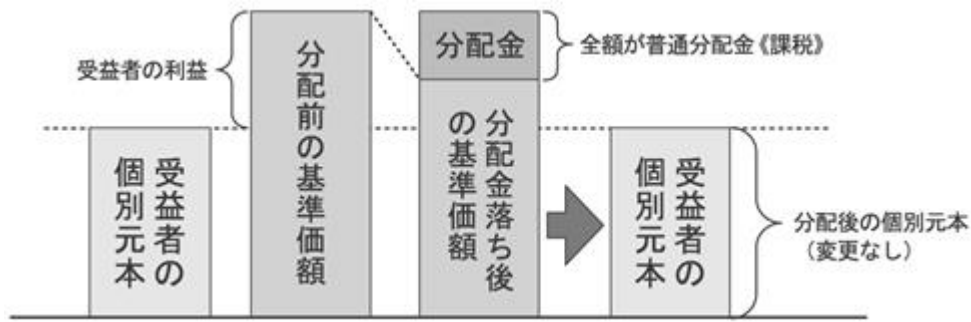 受益者の利益
受益者の
個別元本
分配前の基準価額
分配金
全額が普通分配金《課税》
分配金落ち後
の基準価額
受益者の
個別元本
分配後の個別元本
（変更なし）